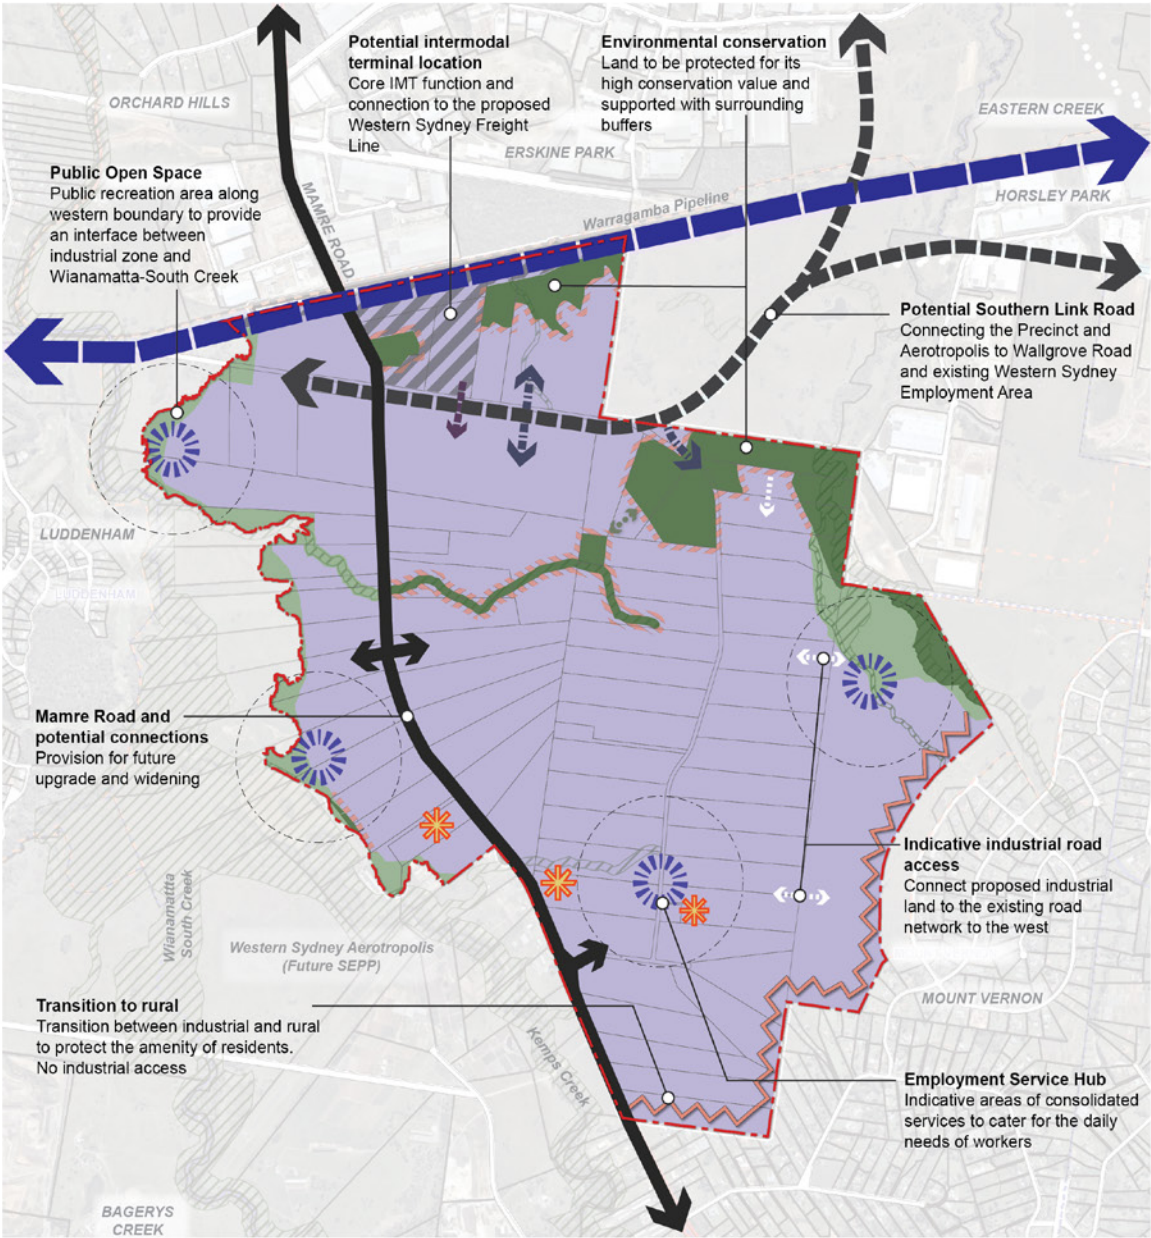 Potential intermodal
terminal location
Core IMT function and
connection to the proposed
Western Sydney Freight
Line
Environmental conservation
Land to be protected for its
high conservation value and
supported with surrounding
buffers
ORCHARD HILLS
EASTERN CREEK
ERSKINE PARK
Public Open Space
Public recreation area along
western boundary to provide
an interface between
industrial zone and
Wianamatta-South Creek
MAMRE ROAD
Warragamba Pipeline
HORSLEY PARK
Potential Southern Link Road
Connecting the Precinct and
Aerotropolis to Wallgrove Road
and existing Western Sydney
Employment Area
LUDDENHAM
LUDDENHAM
Mamre Road and
potential connections
Provision for future
upgrade and widening
Indicative industrial road
access
Connect proposed industrial
land to the existing road
network to the west
Wianamattta
South Creek
Western Sydney Aerotropolis
(Future SEPP)
MOUNT VERNON
Transition to rural
Transition between industrial and rural
to protect the amenity of residents.
No industrial access
Kemps Creek
Employment Service Hub
Indicative areas of consolidated
services to cater for the daily
needs of workers
BAGERYS
CREEK